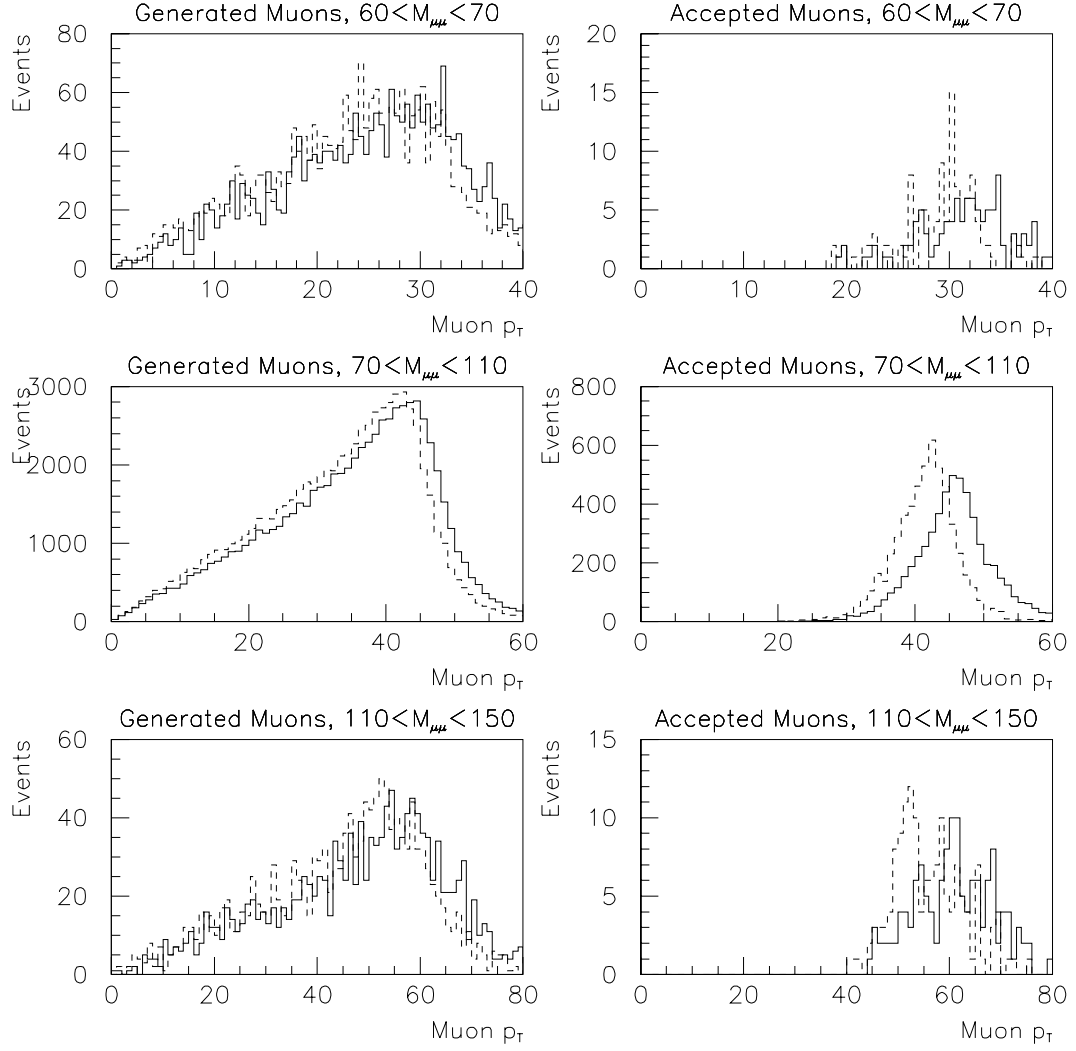 Generated Muons, 60<Mμμ<70
Events
80
60
40
20
0
0 10 20 30 40
Muon pT
Accepted Muons, 60<Mμμ<70
Events
20
15
10
5
0
0 10 20 30 40
Muon pT
Generated Muons, 70<Mμμ<110
Events
3000
2000
1000
0
0 20 40 60
Muon pT
Accepted Muons, 70<Mμμ<110
Events
800
600
400
200
0
0 20 40 60
Muon pT
Generated Muons, 110<Mμμ<150
Events
60
40
20
0
0 20 40 60 80
Muon pT
Accepted Muons, 110<Mμμ<150
Events
15
10
5
0
0 20 40 60 80
Muon pT